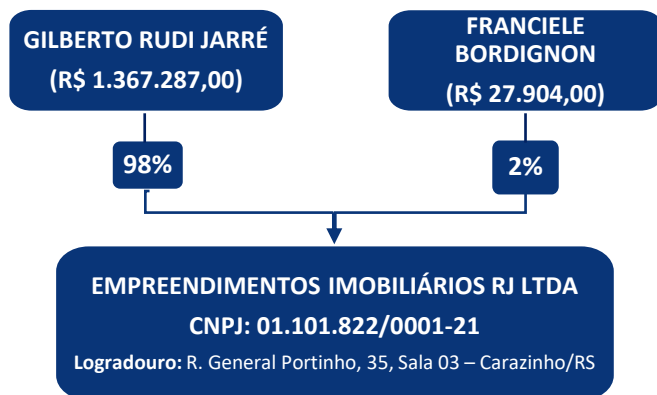 GILBERTO RUDI JARRÉ
(R$ 1.367.287,00)
FRANCIELE
BORDIGNON
(R$ 27.904,00)
98%
2%
EMPREENDIMENTOS IMOBILIÁRIOS RJ LTDA
CNPJ: 01.101.822/0001-21
Logradouro: R. General Portinho, 35, Sala 03 – Carazinho/RS